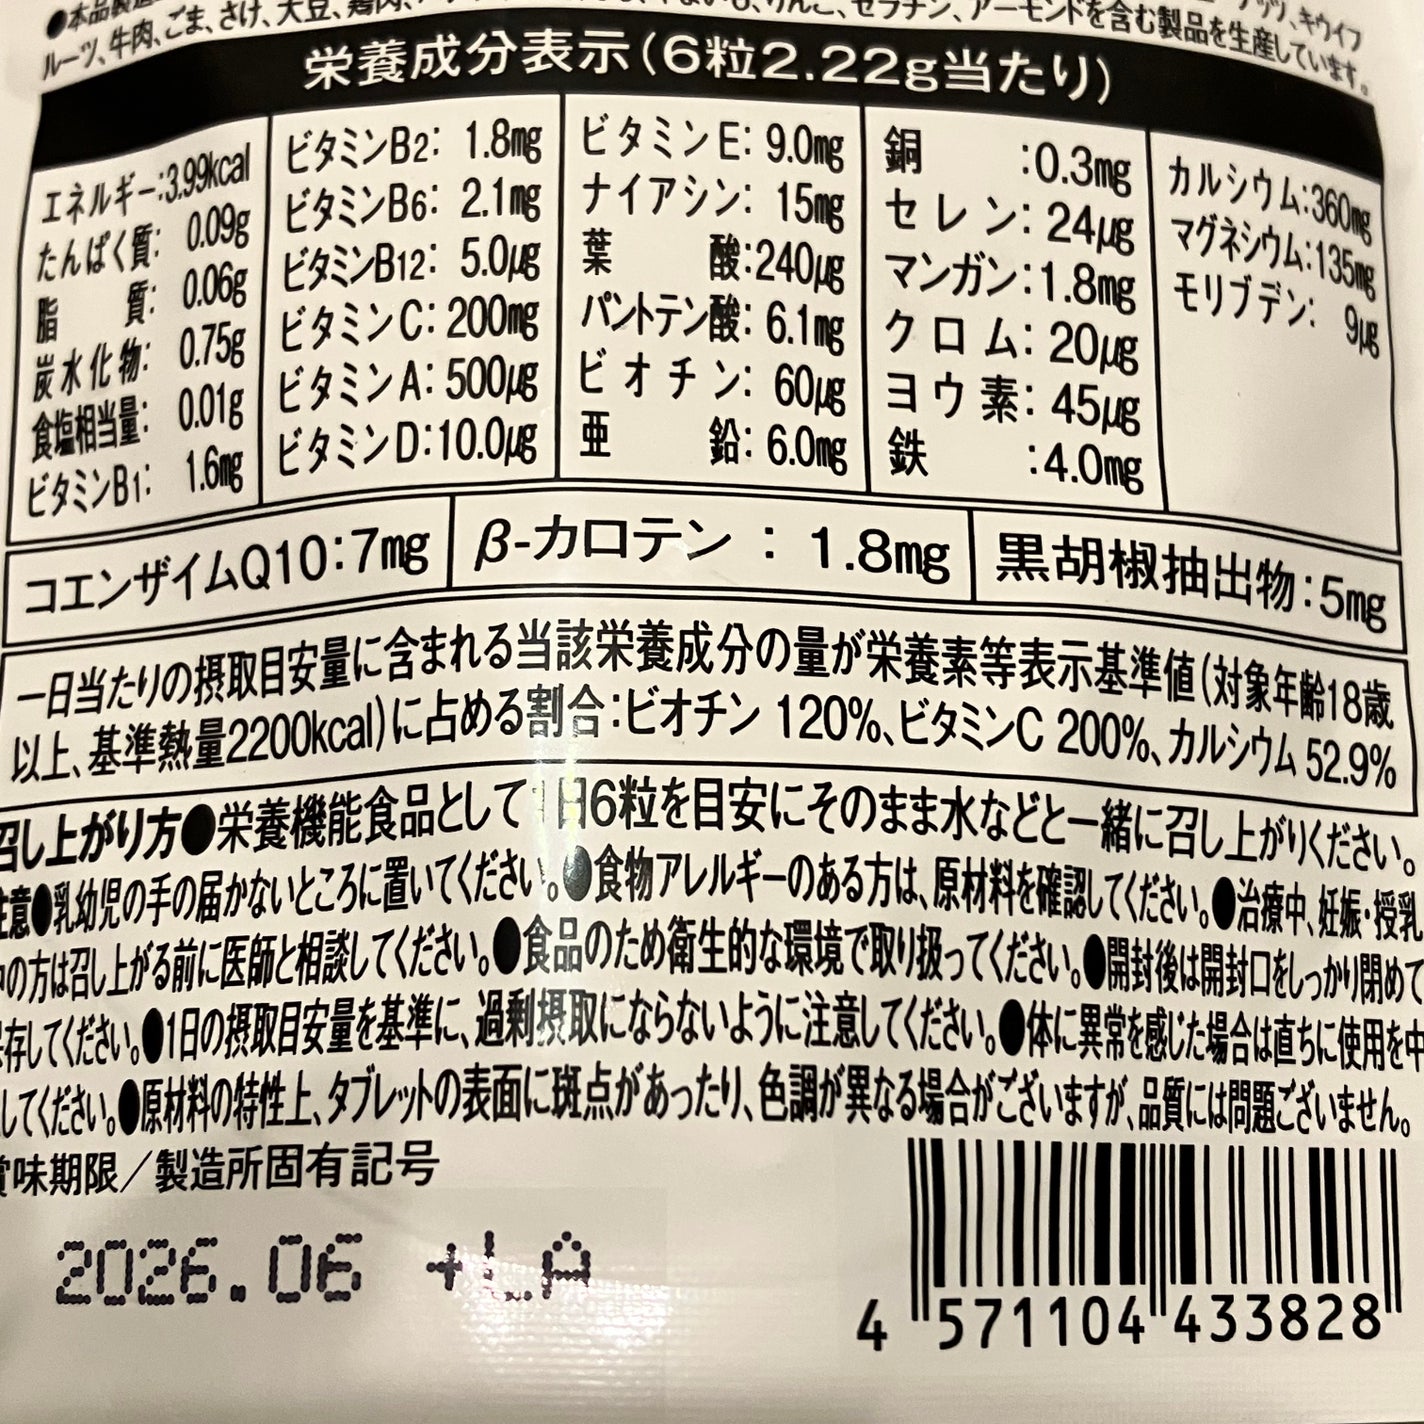 ●本品製造
ルーツ、牛肉、ごま、さけ、大豆、鶏肉、
りんご、ゼラチン、アーモンドを含む製品を生産しています。
ナッツ、キウイフ
栄養成分表示(6粒2.22g当たり)
エネルギー:3.99kcal
たんぱく質: 0.09g
脂質: 0.06g
炭水化物: 0.75g
食塩相当量: 0.01g
ビタミンB1: 1.6mg
ビタミンB2: 1.8mg
ビタミンB6: 2.1mg
ビタミンB12: 5.0μg
ビタミンC: 200mg
ビタミンA: 500μg
ビタミンD:10.0μg
ビタミンE: 9.0mg
ナイアシン: 15mg
葉酸:240μg
パントテン酸: 6.1mg
ビオチン: 60μg
亜鉛: 6.0mg
銅:0.3mg
セレン: 24μg
マンガン:1.8mg
クロム: 20μg
ヨウ素: 45μg
鉄:4.0mg
カルシウム:360mg
マグネシウム:135mg
モリブデン: 9μg
コエンザイムQ10:7mg
β-カロテン : 1.8mg
黒胡椒抽出物:5mg
一日当たりの摂取目安量に含まれる当該栄養成分の量が栄養素等表示基準値(対象年齢18歳
以上、基準熱量2200kcal)に占める割合:ビオチン 120%、ビタミンC 200%、カルシウム 52.9%
召し上がり方●栄養機能食品として1日6粒を目安にそのまま水などと一緒に召し上がりください。
注意●乳幼児の手の届かないところに置いてください。●食物アレルギーのある方は、原材料を確認してください。●治療中、妊娠・授乳
中の方は召し上がる前に医師と相談してください。●食品のため衛生的な環境で取り扱ってください。●開封後は開封口をしっかり閉めて
保存してください。●1日の摂取目安量を基準に、過剰摂取にならないように注意してください。●体に異常を感じた場合は直ちに使用を中
してください。●原材料の特性上、タブレットの表面に斑点があったり、色調が異なる場合がございますが、品質には問題ございません。
賞味期限/製造所固有記号
2026.06 +LA
4 571104 433828